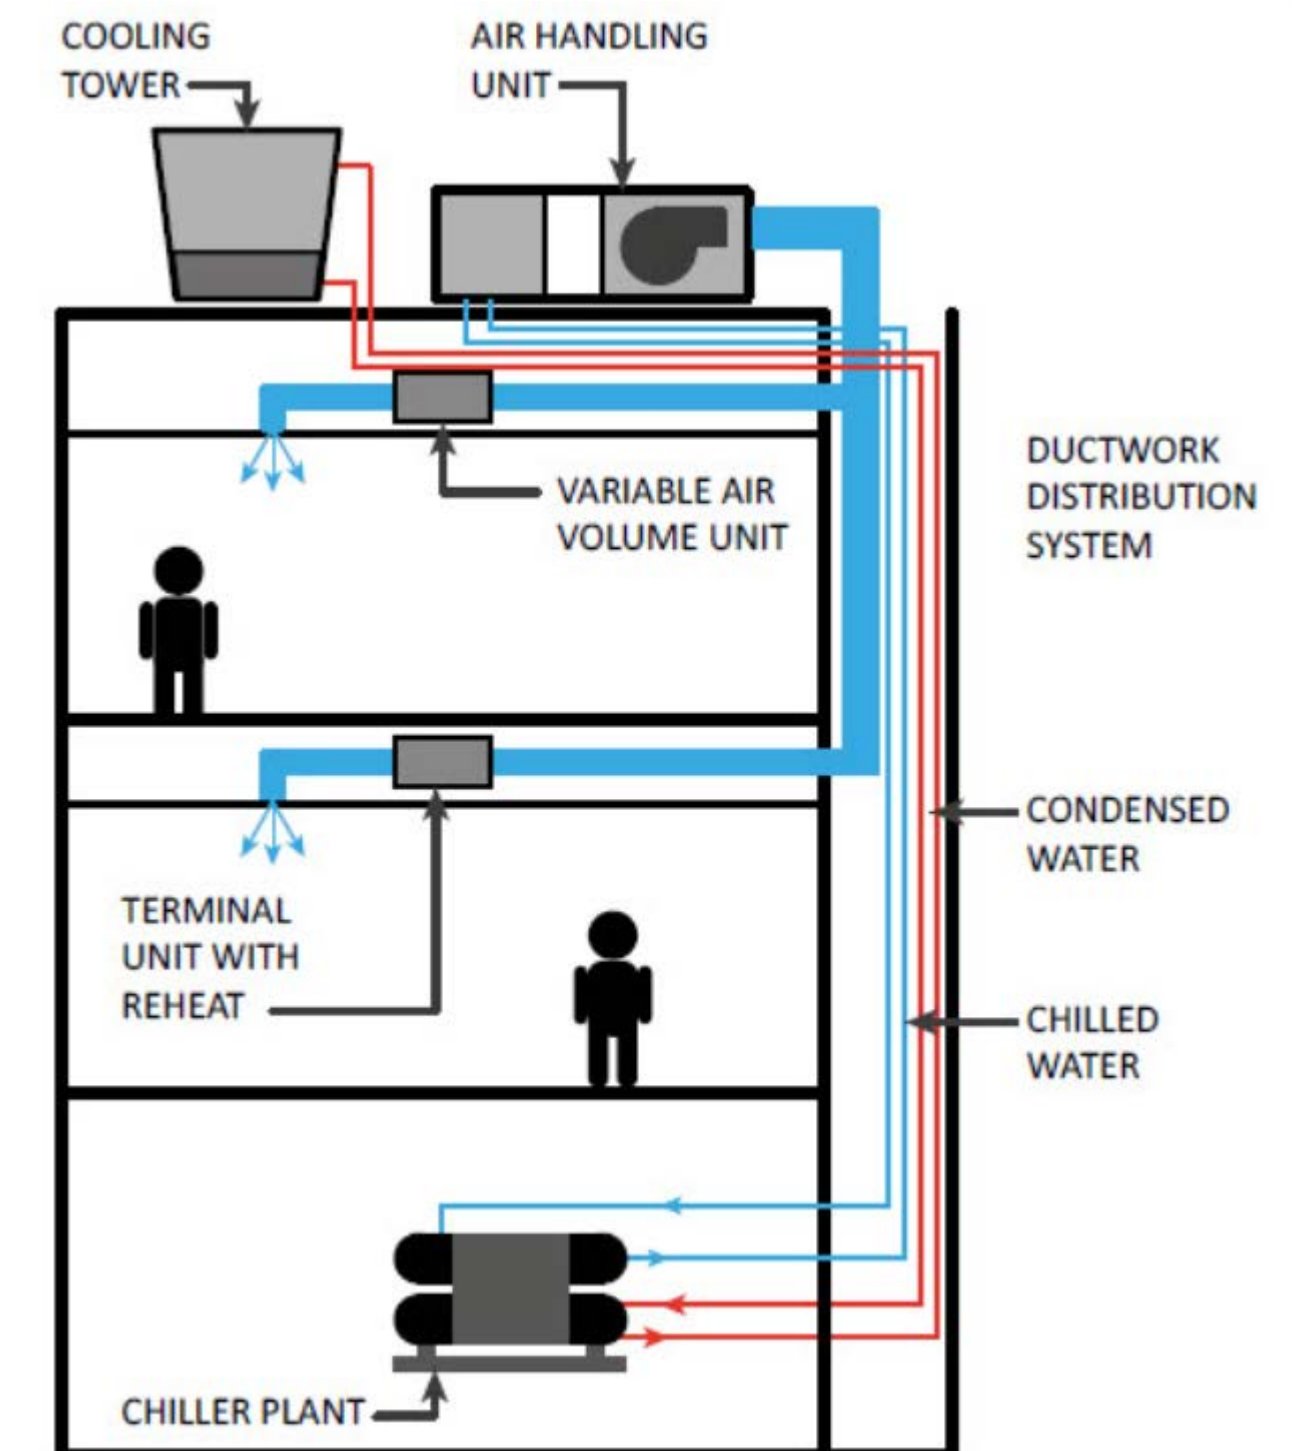 COOLING
TOWER
AIR HANDLING
UNIT
VARIABLE AIR
VOLUME UNIT
DUCTWORK
DISTRIBUTION
SYSTEM
CONDENSED
WATER
TERMINAL
UNIT WITH
REHEAT
CHILLED
WATER
CHILLER PLANT